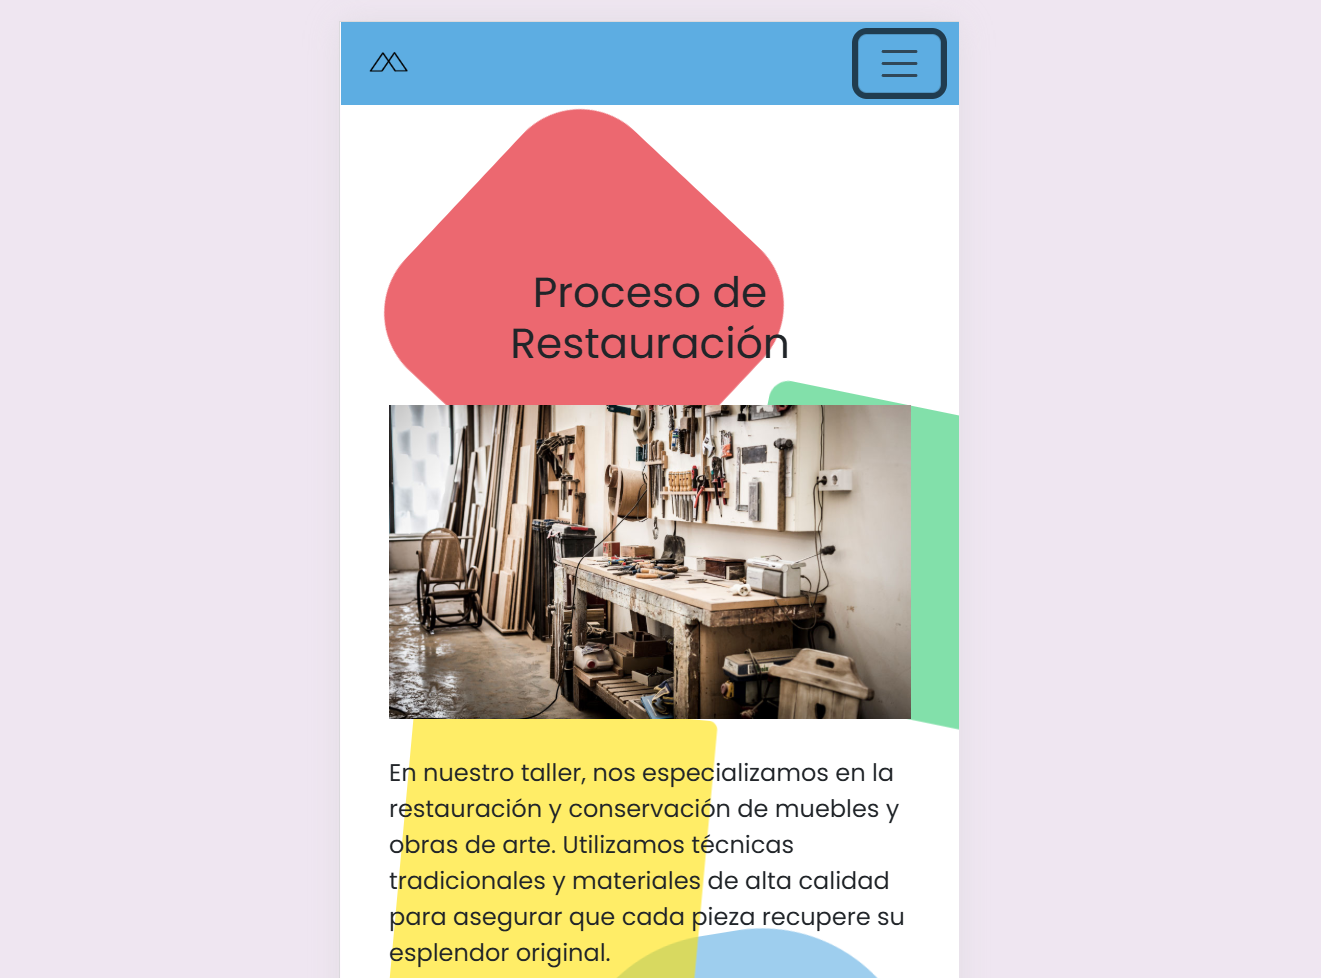 Proceso de
Restauración
En nuestro taller, nos especializamos en la
restauración y conservación de muebles y
obras de arte. Utilizamos técnicas
tradicionales y materiales de alta calidad
para asegurar que cada pieza recupere su
esplendor original.